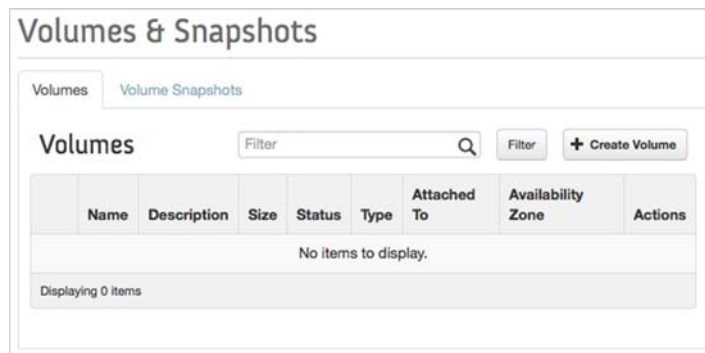 Volumes & Snapshots
Volumes Volume Snapshots
Volumes Filter Filter + Create Volume
Name Description Size Status Type Attached To Availability Zone Actions
No items to display.
Displaying 0 items